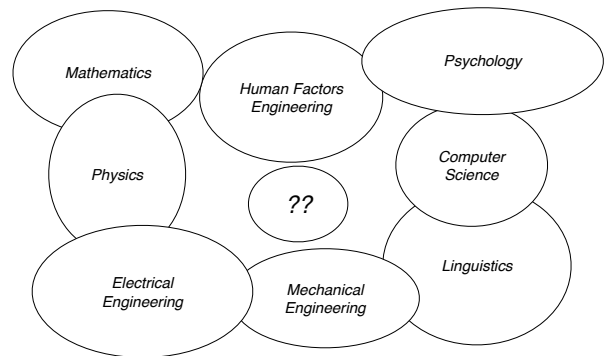 Mathematics
Human Factors
Engineering
Psychology
Physics
Computer
Science
??
Electrical
Engineering
Mechanical
Engineering
Linguistics